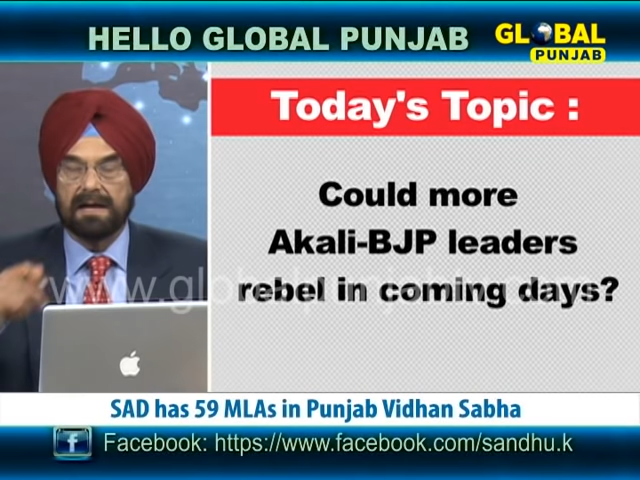 HELLO GLOBAL PUNJAB
GLOBAL
PUNJAB
Today's Topic :
Could more
Akali-BJP leaders
rebel in coming days?
SAD has 59 MLAs in Punjab Vidhan Sabha
f Facebook: https://www.facebook.com/sandhu.k